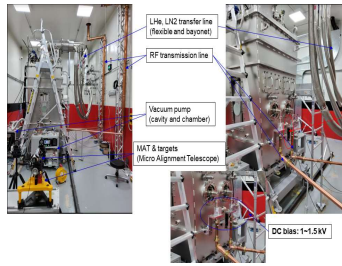 LHe, LN2 transfer line
(flexible and bayonet)
RF transmission line
Vacuum pump
(cavity and chamber)
MAT & targets
(Micro Alignment Telescope)
DC bias: 1~1.5 kV